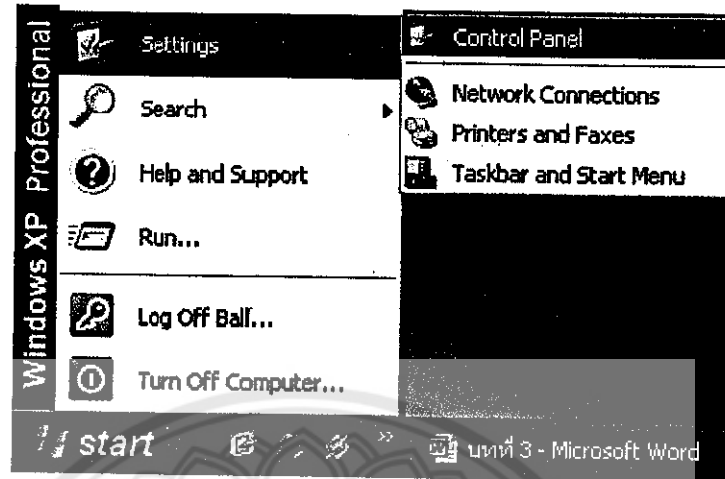 Windows XP Professional
Settings
Search
Help and Support
Run...
Log Off Ball...
Turn Off Computer...
Control Panel
Network Connections
Printers and Faxes
Taskbar and Start Menu
start
บทที่ 3 - Microsoft Word